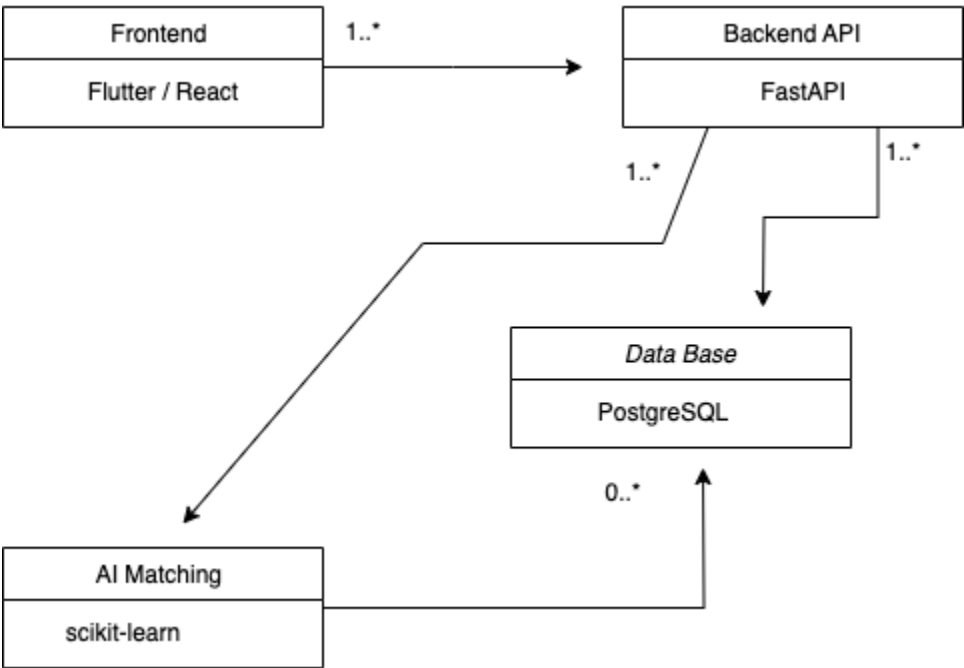 Frontend
1..*
Backend API
Flutter / React
FastAPI
1..*
1..*
Data Base
PostgreSQL
0..*
AI Matching
scikit-learn